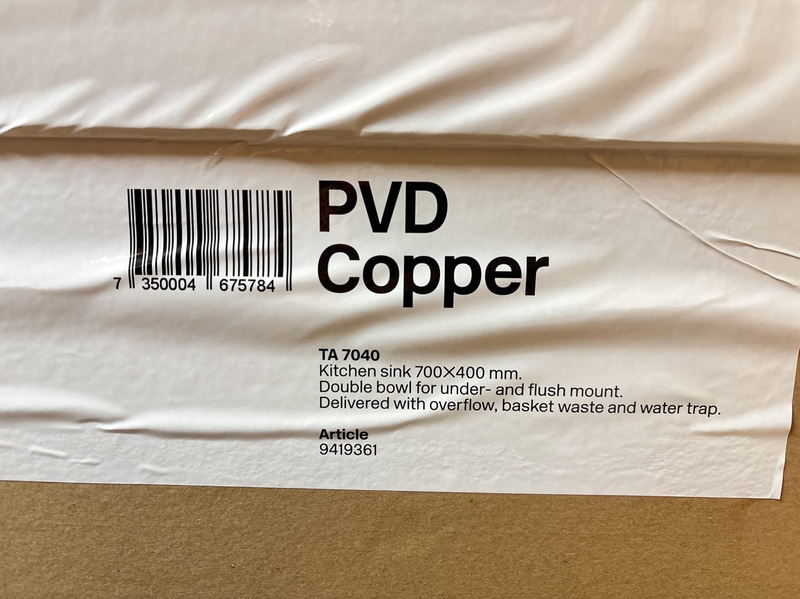 PVD
Copper
7 350004 675784
TA 7040
Kitchen sink 700×400 mm.
Double bowl for under- and flush mount.
Delivered with overflow, basket waste and water trap.
Article
9419361